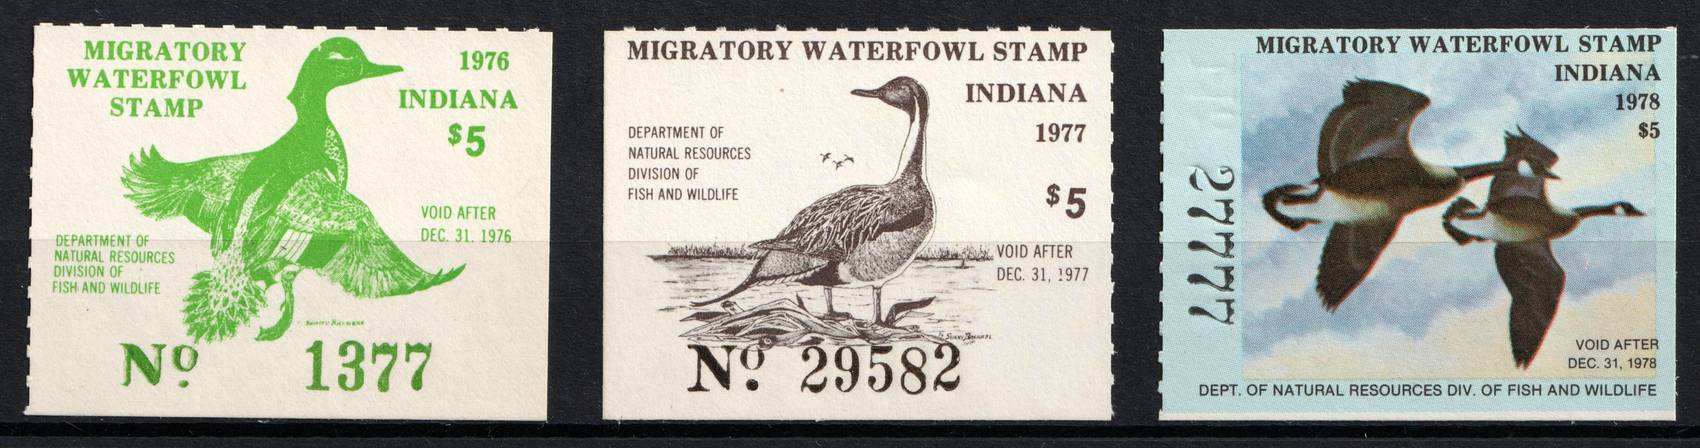 MIGRATORY
WATERFOWL
STAMP
1976
INDIANA
$5
VOID AFTER
DEC. 31, 1976
DEPARTMENT OF
NATURAL RESOURCES
DIVISION OF
FISH AND WILDLIFE
No 1377
MIGRATORY WATERFOWL STAMP
INDIANA
1977
$5
DEPARTMENT OF
NATURAL RESOURCES
DIVISION OF
FISH AND WILDLIFE
VOID AFTER
DEC. 31, 1977
No. 29582
MIGRATORY WATERFOWL STAMP
INDIANA
1978
$5
27777
VOID AFTER
DEC. 31, 1978
DEPT. OF NATURAL RESOURCES DIV. OF FISH AND WILDLIFE